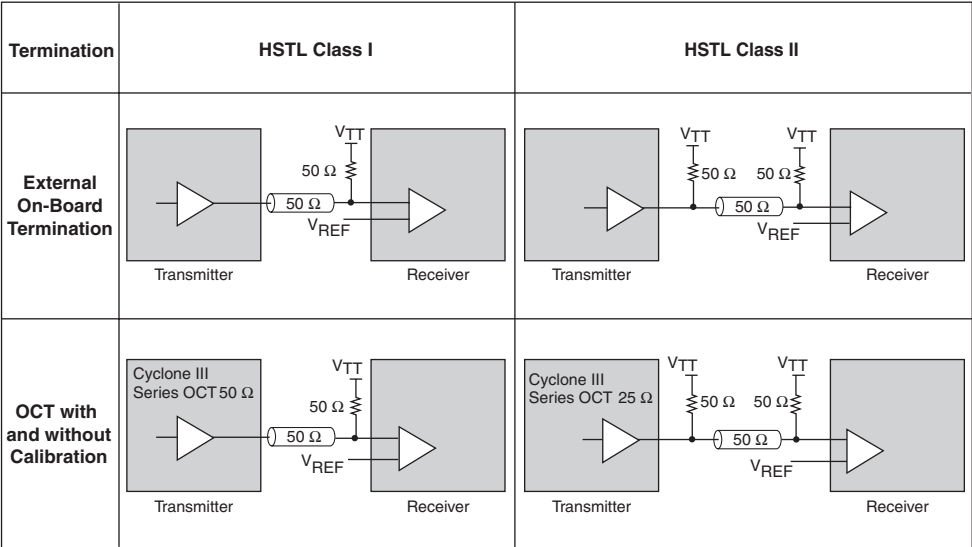 Termination
HSTL Class I
HSTL Class II
External
On-Board
Termination
VTT
50 Ω
50 Ω
VREF
Transmitter
Receiver
VTT
VTT
50 Ω
50 Ω
50 Ω
VREF
Transmitter
Receiver
OCT with
and without
Calibration
Cyclone III
Series OCT 50 Ω
VTT
50 Ω
50 Ω
VREF
Transmitter
Receiver
Cyclone III
Series OCT 25 Ω
VTT
VTT
50 Ω
50 Ω
50 Ω
VREF
Transmitter
Receiver